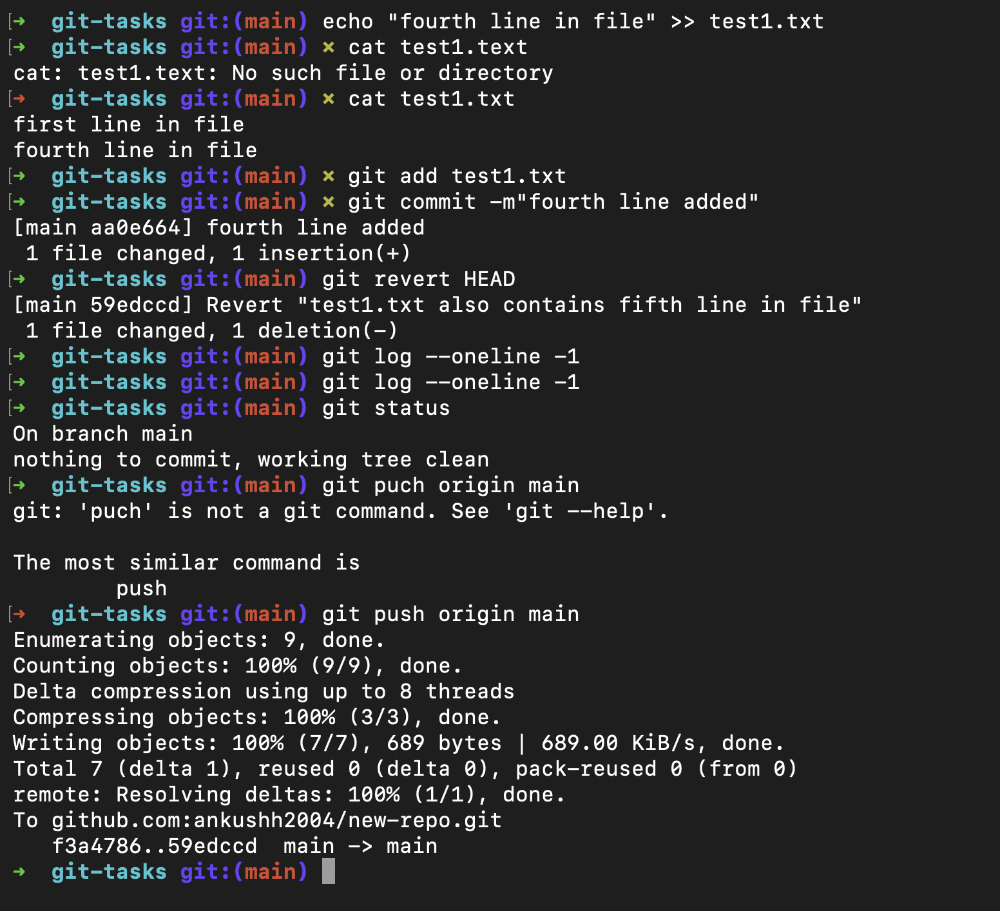 ➜  git-tasks git:(main) echo "fourth line in file" >> test1.txt
➜  git-tasks git:(main) × cat test1.text
cat: test1.text: No such file or directory
➜  git-tasks git:(main) × cat test1.txt
first line in file
fourth line in file
➜  git-tasks git:(main) × git add test1.txt
➜  git-tasks git:(main) × git commit -m"fourth line added"
[main aa0e664] fourth line added
 1 file changed, 1 insertion(+)
➜  git-tasks git:(main) git revert HEAD
[main 59edccd] Revert "test1.txt also contains fifth line in file"
 1 file changed, 1 deletion(-)
➜  git-tasks git:(main) git log --oneline -1
➜  git-tasks git:(main) git log --oneline -1
➜  git-tasks git:(main) git status
On branch main
nothing to commit, working tree clean
➜  git-tasks git:(main) git puch origin main
git: 'puch' is not a git command. See 'git --help'.

The most similar command is
        push
➜  git-tasks git:(main) git push origin main
Enumerating objects: 9, done.
Counting objects: 100% (9/9), done.
Delta compression using up to 8 threads
Compressing objects: 100% (3/3), done.
Writing objects: 100% (7/7), 689 bytes | 689.00 KiB/s, done.
Total 7 (delta 1), reused 0 (delta 0), pack-reused 0 (from 0)
remote: Resolving deltas: 100% (1/1), done.
To github.com:ankushh2004/new-repo.git
   f3a4786..59edccd  main -> main
➜  git-tasks git:(main)